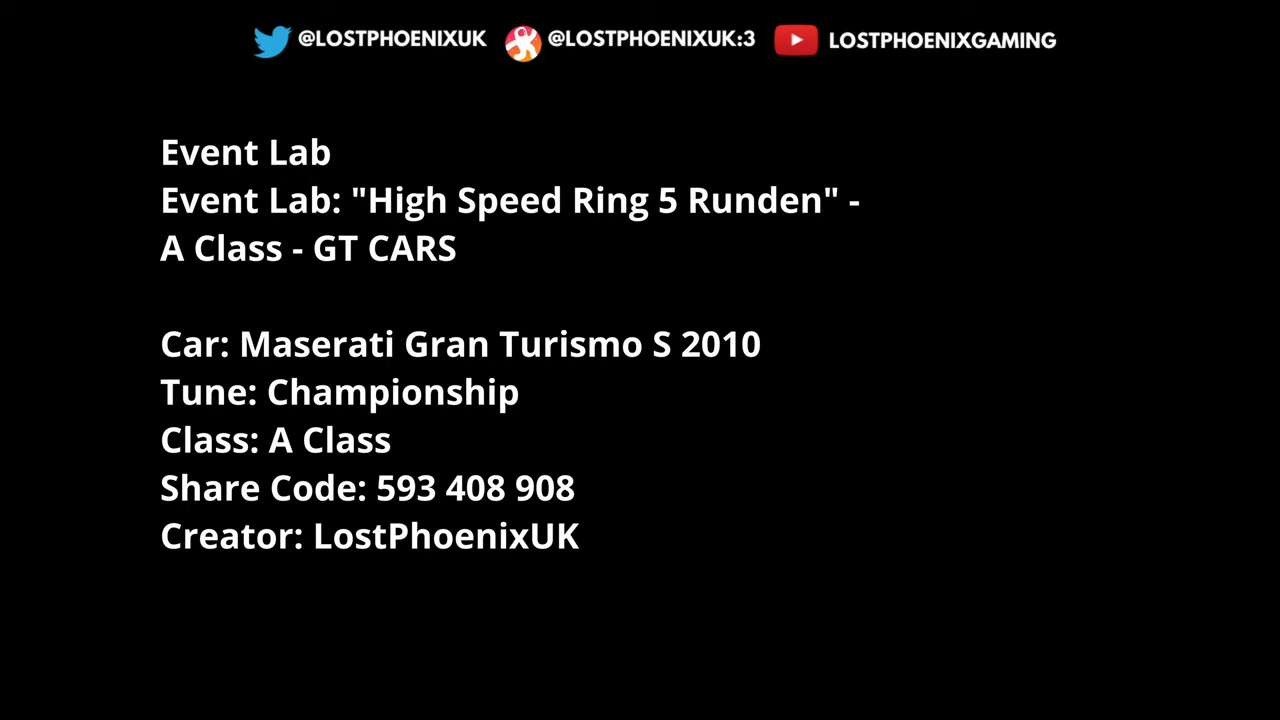 @LOSTPHOENIXUK @LOSTPHOENIXUK:3 LOSTPHOENIXGAMING
Event Lab
Event Lab: "High Speed Ring 5 Runden" -
A Class - GT CARS
Car: Maserati Gran Turismo S 2010
Tune: Championship
Class: A Class
Share Code: 593 408 908
Creator: LostPhoenixUK